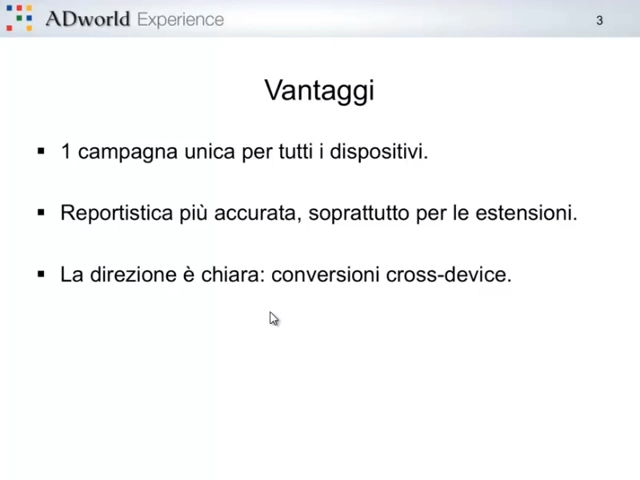 ADworld Experience
3
Vantaggi
▪ 1 campagna unica per tutti i dispositivi.
▪ Reportistica più accurata, soprattutto per le estensioni.
▪ La direzione è chiara: conversioni cross-device.